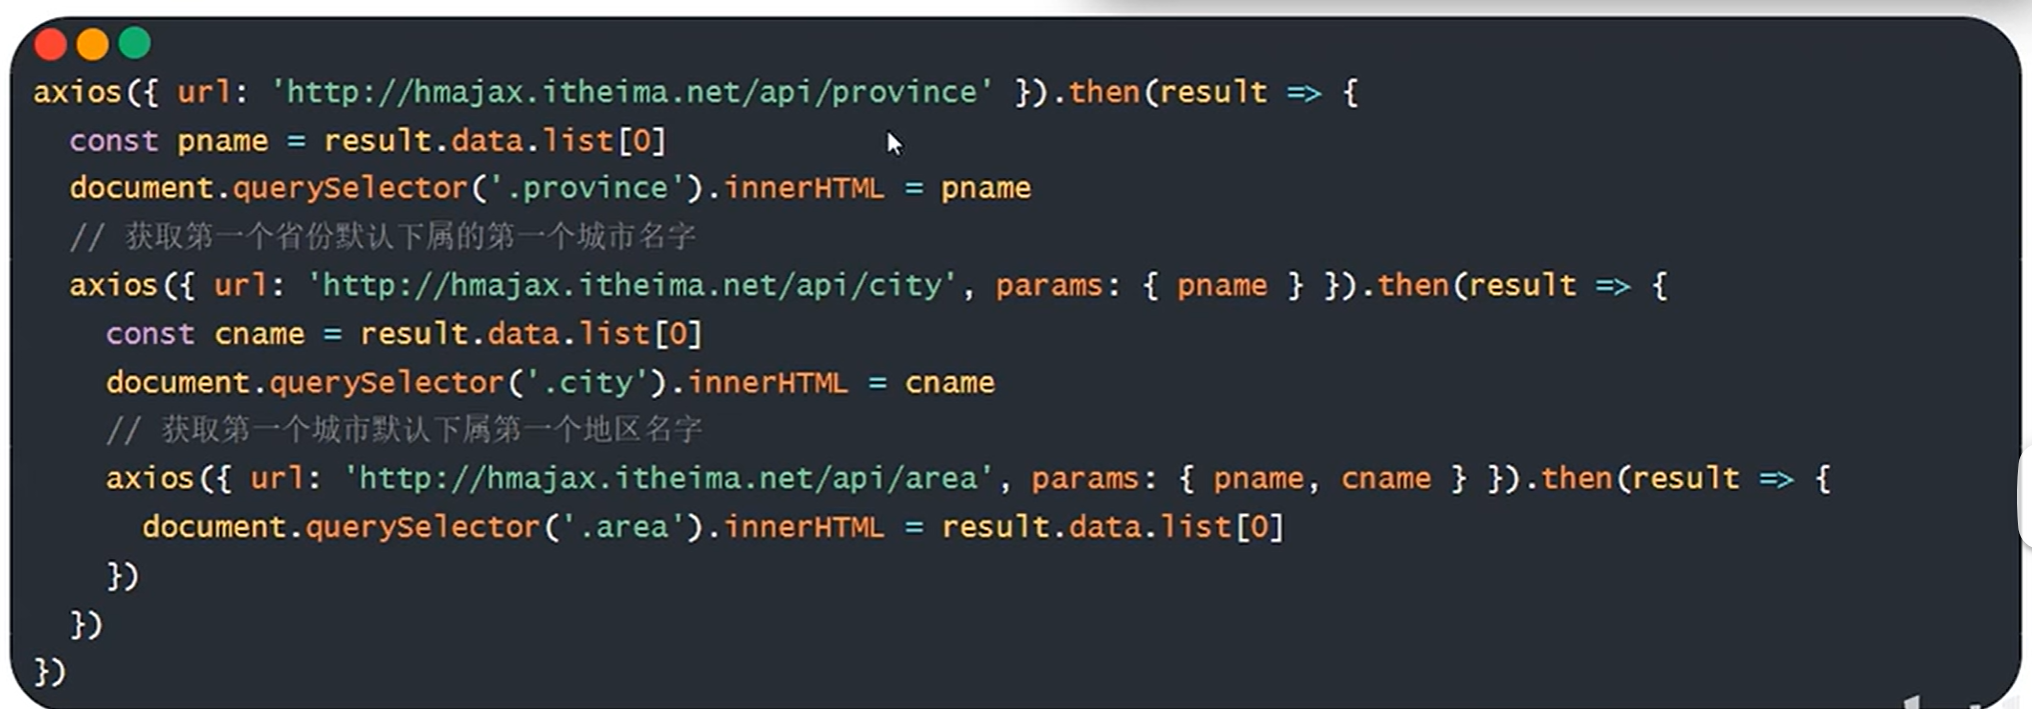 axios({ url: 'http://hmajax.itheima.net/api/province' }).then(result => {
  const pname = result.data.list[0]
  document.querySelector('.province').innerHTML = pname
  // 获取第一个省份默认下属的第一个城市名字
  axios({ url: 'http://hmajax.itheima.net/api/city', params: { pname } }).then(result => {
    const cname = result.data.list[0]
    document.querySelector('.city').innerHTML = cname
    // 获取第一个城市默认下属第一个地区名字
    axios({ url: 'http://hmajax.itheima.net/api/area', params: { pname, cname } }).then(result => {
      document.querySelector('.area').innerHTML = result.data.list[0]
    })
  })
})